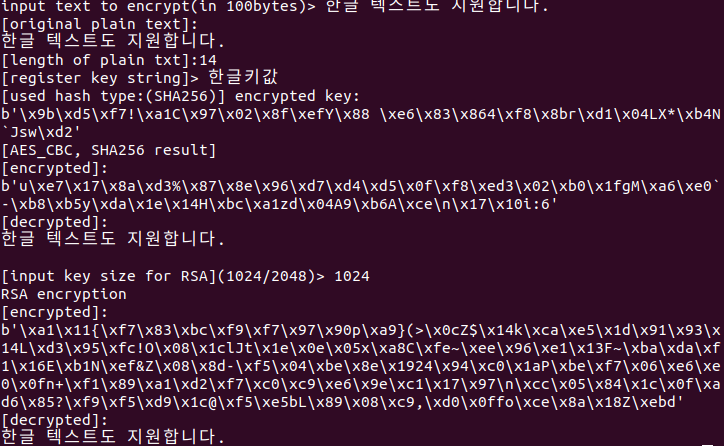 input text to encrypt(in 100bytes)> 한글 텍스트도 지원합니다.
[original plain text]:
한글 텍스트도 지원합니다.
[length of plain txt]:14
[register key string]> 한글키값
[used hash type:(SHA256)] encrypted key:
b'\x9b\xd5\xf7!\xa1C\x97\x02\x8f\xefY\x88 \xe6\x83\x864\xf8\x8br\xd1\x04LX*\xb4N
`Jsw\xd2'
[AES_CBC, SHA256 result]
[encrypted]:
b'u\xe7\x17\x8a\xd3%\x87\x8e\x96\xd7\xd4\xd5\x0f\xf8\xed3\x02\xb0\x1fgM\xa6\xe0`
-\xb8\xb5y\xda\x1e\x14H\xbc\xa1zd\x04A9\xb6A\xce\n\x17\x10i:6'
[decrypted]:
한글 텍스트도 지원합니다.
[input key size for RSA](1024/2048)> 1024
RSA encryption
[encrypted]:
b'\xa1\x11{\xf7\x83\xbc\xf9\xf7\x97\x90p\xa9}(>\x0cZ$\x14k\xca\xe5\x1d\x91\x93\x
14L\xd3\x95\xfc!O\x08\x1clJt\x1e\x0e\x05x\xa8C\xfe~\xee\x96\xe1\x13F~\xba\xda\xf
1\x16E\xb1N\xef&Z\x08\x8d-\xf5\x04\xbe\x8e\x1924\x94\xc0\x1aP\xbe\xf7\x06\xe6\xe
0\x0fn+\xf1\x89\xa1\xd2\xf7\xc0\xc9\xe6\x9e\xc1\x17\x97\n\xcc\x05\x84\x1c\x0f\xa
d6\x85?\xf9\xf5\xd9\x1c@\xf5\xe5bL\x89\x08\xc9,\xd0\x0ffo\xce\x8a\x18Z\xebd'
[decrypted]:
한글 텍스트도 지원합니다.